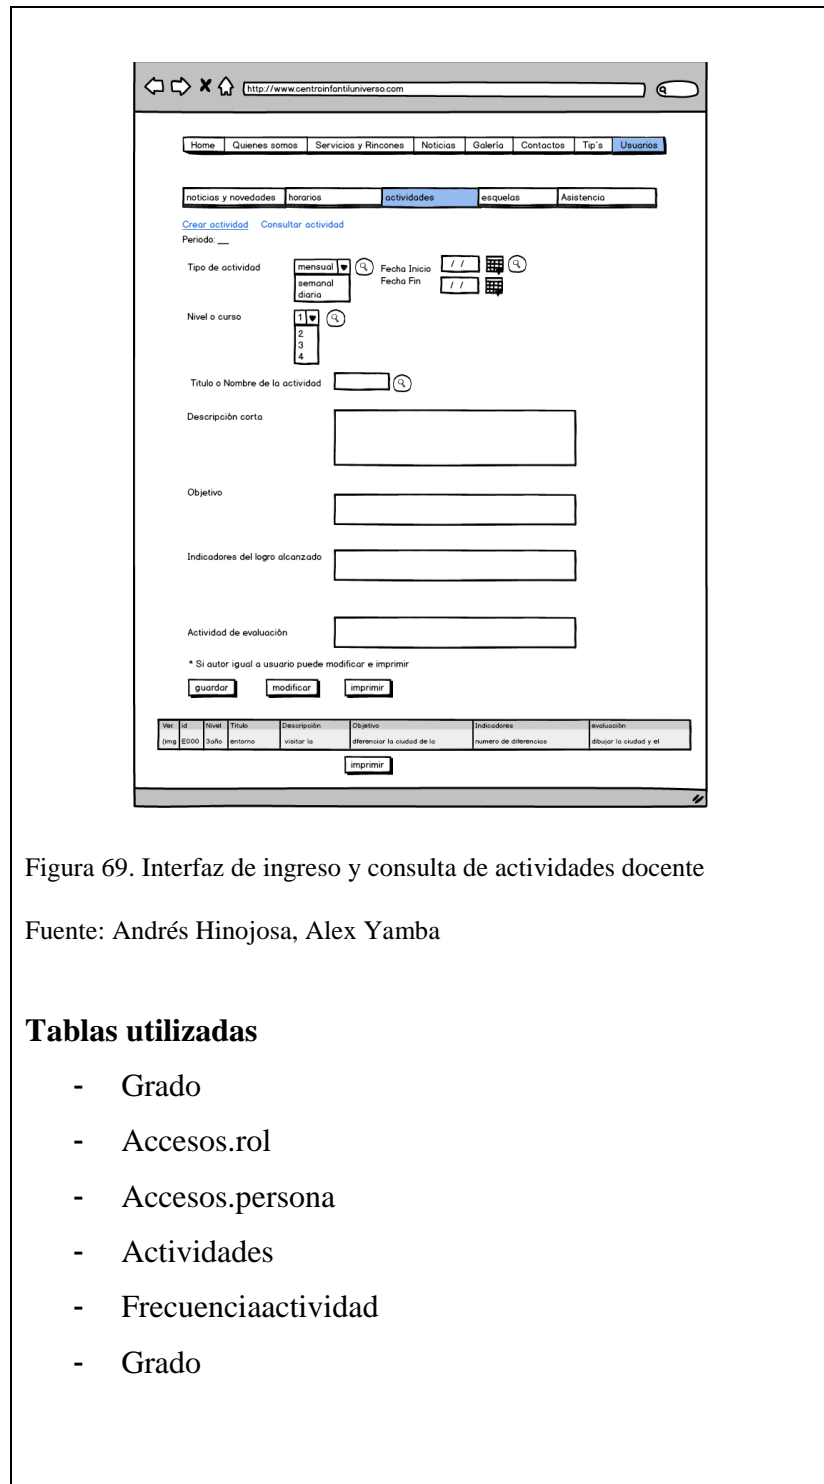 http://www.centroinfantiluniverso.com
Home Quienes somos Servicios y Rincones Noticias Galería Contactos Tip´s Usuarios
noticias y novedades horarios actividades esquelas Asistencia
Crear actividad Consultar actividad
Periodo: __
Tipo de actividad mensual Fecha Inicio / /
semanal Fecha Fin / /
diaria
Nivel o curso 1
2
3
4
Titulo o Nombre de la actividad
Descripción corta
Objetivo
Indicadores del logro alcanzado
Actividad de evaluación
* Si autor igual a usuario puede modificar e imprimir
guardar modificar imprimir
Ver id Nivel Titulo Descripción Objetivo Indicadores evaluación
(img E000 3año entorno visitar la diferenciar la ciudad de la numero de diferencias dibujar la ciudad y el
imprimir
Figura 69. Interfaz de ingreso y consulta de actividades docente
Fuente: Andrés Hinojosa, Alex Yamba
Tablas utilizadas
- Grado
- Accesos.rol
- Accesos.persona
- Actividades
- Frecuenciaactividad
- Grado